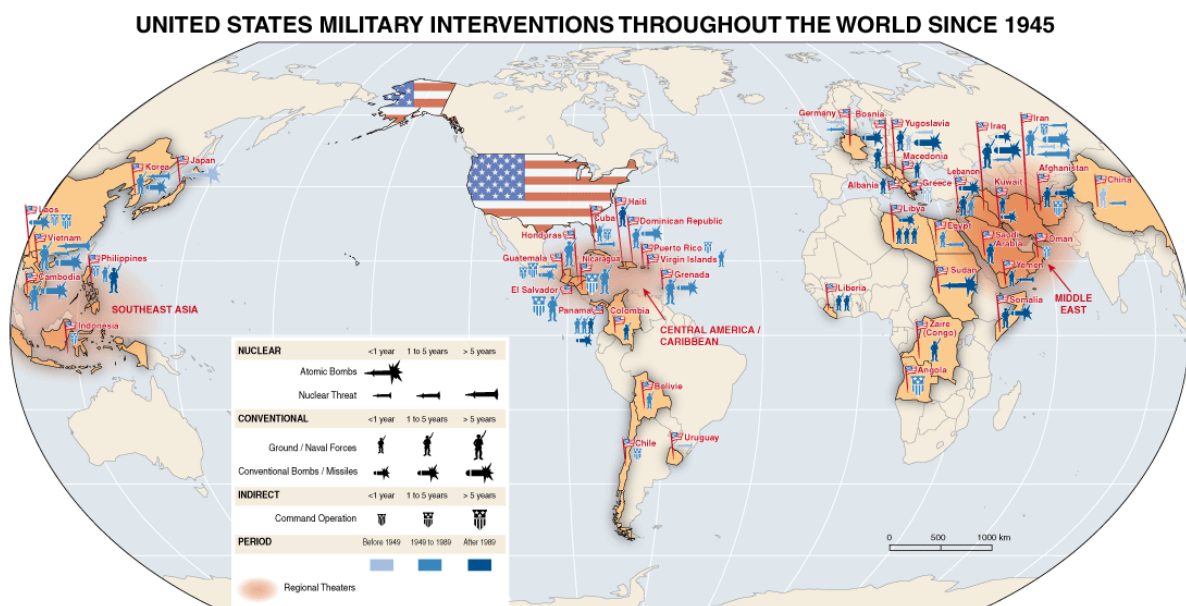 UNITED STATES MILITARY INTERVENTIONS THROUGHOUT THE WORLD SINCE 1945
Germany
Bosnia
Yugoslavia
Iraq
Iran
Macedonia
Albania
Greece
Lebanon
Kuwait
Afghanistan
China
Korea
Japan
Laos
Vietnam
Philippines
Cambodia
Indonesia
SOUTHEAST ASIA
Haiti
Cuba
Dominican Republic
Honduras
Puerto Rico
Virgin Islands
Guatemala
Nicaragua
Grenada
El Salvador
Panama
Colombia
CENTRAL AMERICA /
CARIBBEAN
Bolivie
Chile
Uruguay
Libya
Egypt
Saudi
Arabia
Oman
Yemen
Sudan
Somalia
MIDDLE
EAST
Liberia
Zaire
(Congo)
Angola
NUCLEAR <1 year 1 to 5 years > 5 years
Atomic Bombs
Nuclear Threat
CONVENTIONAL <1 year 1 to 5 years > 5 years
Ground / Naval Forces
Conventional Bombs / Missiles
INDIRECT <1 year 1 to 5 years > 5 years
Command Operation
PERIOD Before 1949 1949 to 1989 After 1989
Regional Theaters
0 500 1000 km